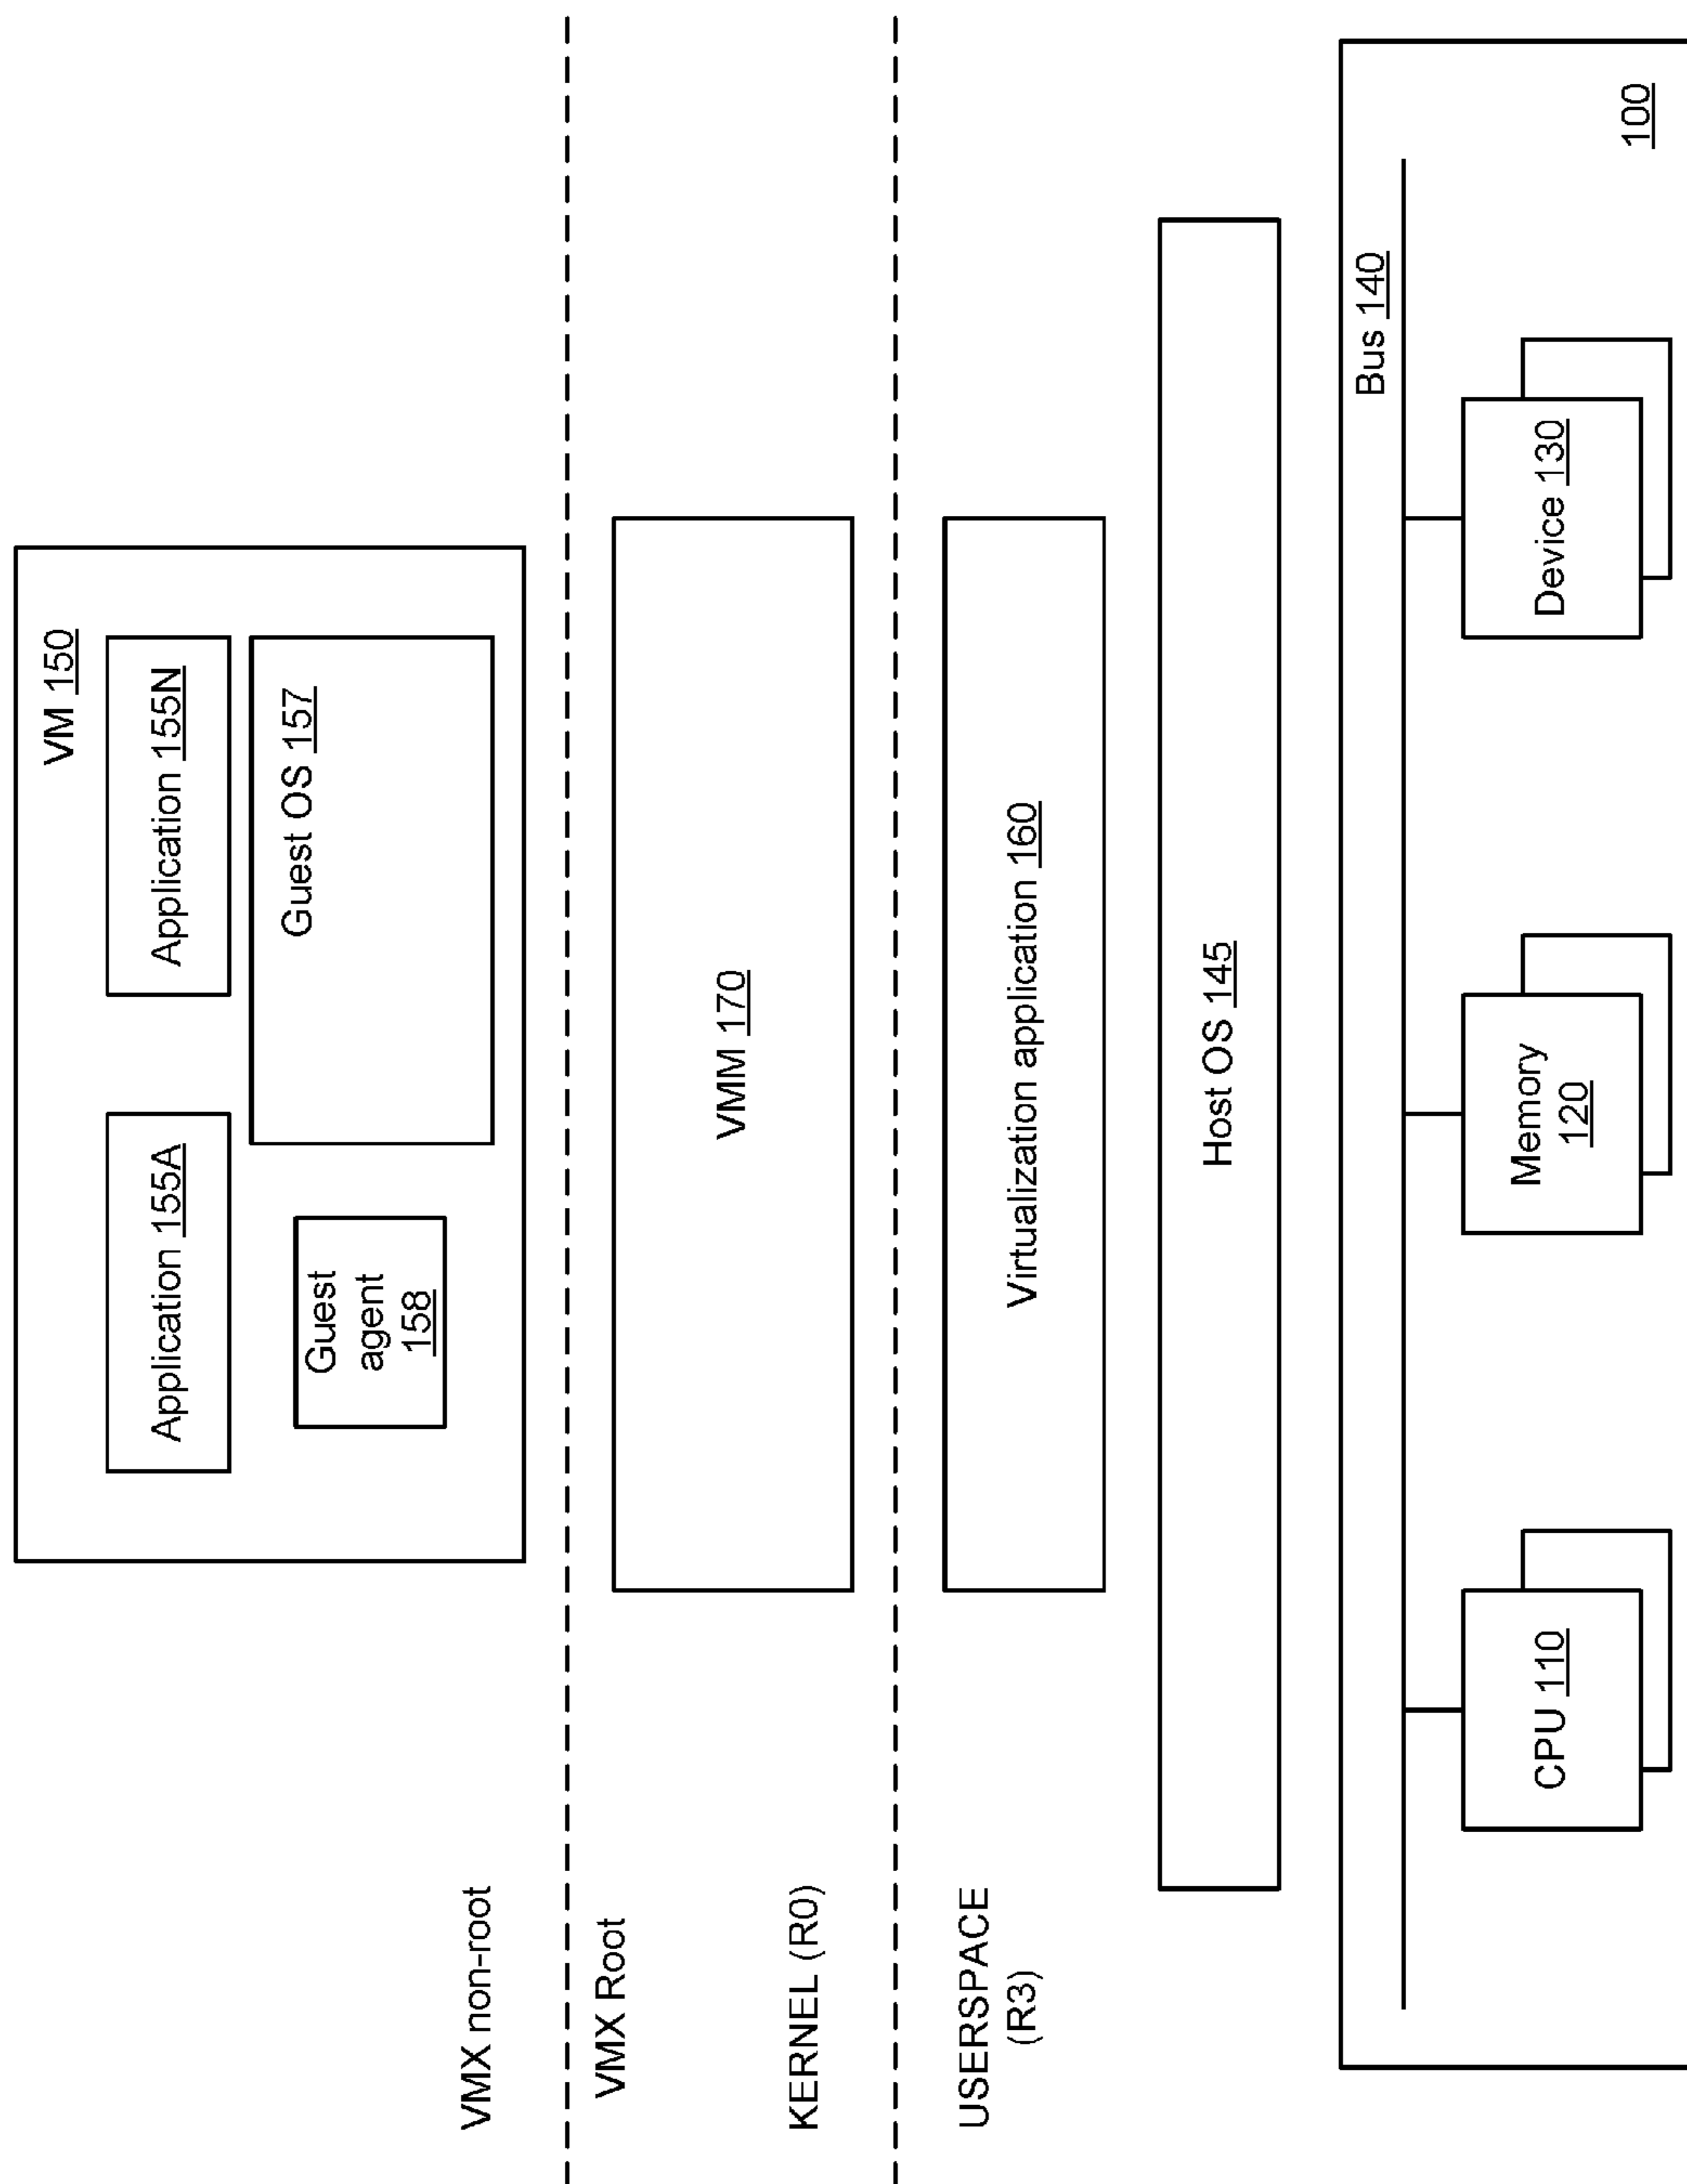 VM 150
Application 155A
Application 155N
Guest
agent
158
Guest OS 157
VMX non-root
VMX Root
VMM 170
KERNEL (R0)
USERSPACE
(R3)
Virtualization application 160
Host OS 145
Bus 140
CPU 110
Memory
120
Device 130
100